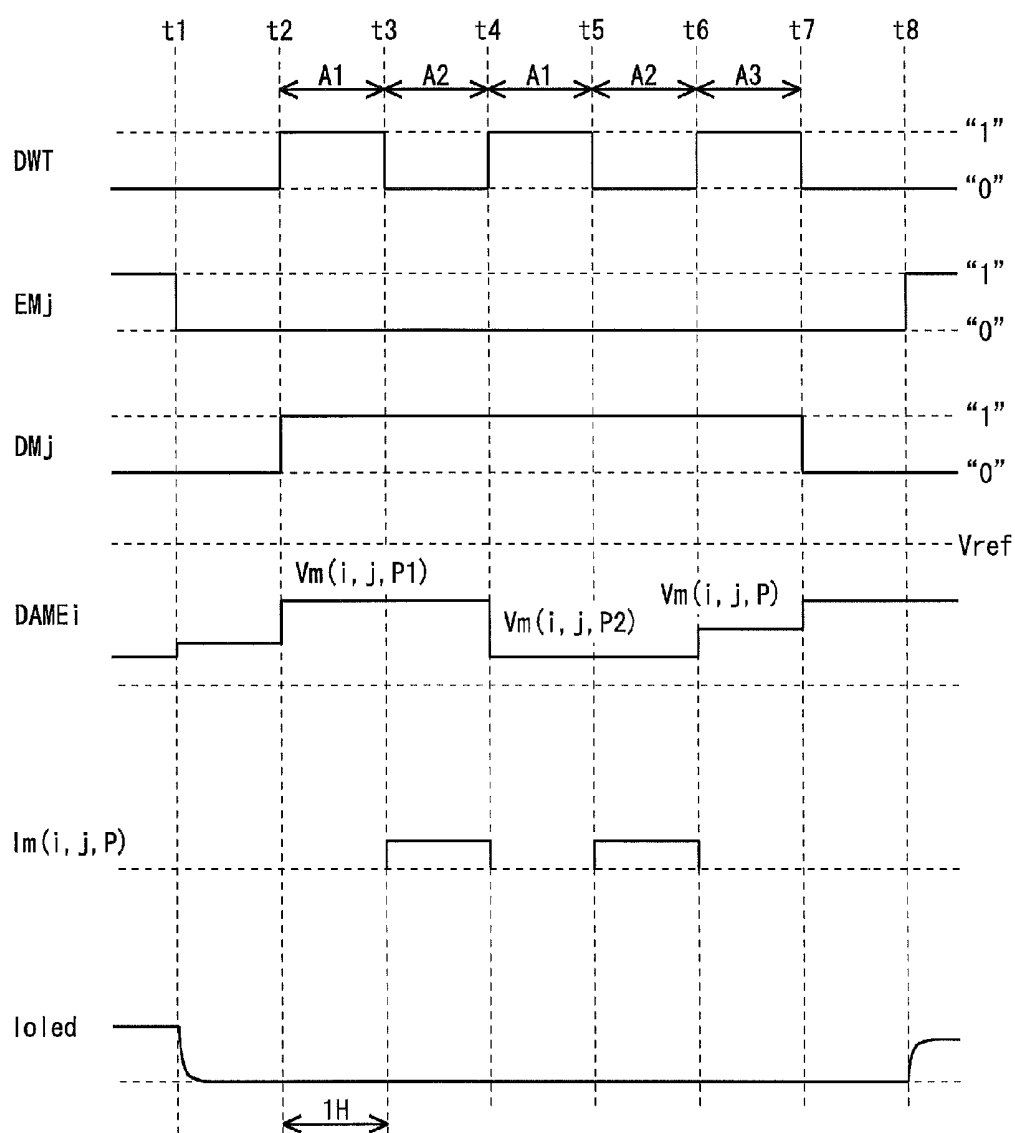 t1 t2 t3 t4 t5 t6 t7 t8
A1 A2 A1 A2 A3
“1”
DWT
“0”
“1”
EMj
“0”
“1”
DMj
“0”
Vref
Vm(i, j, P1)
Vm(i, j, P)
DAMEi
Vm(i, j, P2)
Im(i, j, P)
Ioled
1H